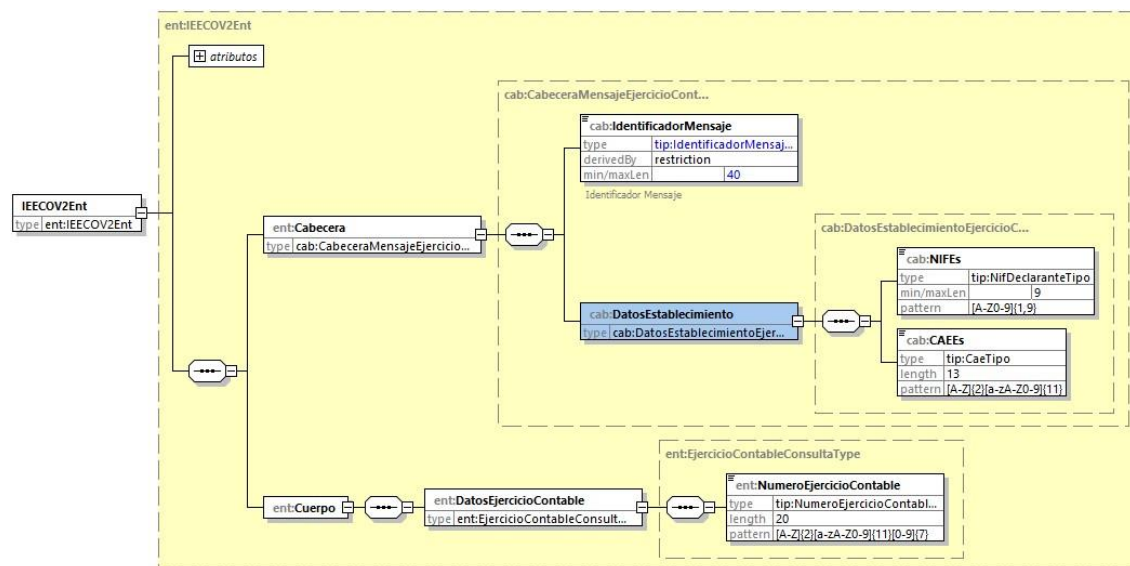 ent:IEECOV2Ent
atributos
cab:CabeceraMensajeEjercicioCont...
cab:IdentificadorMensaje
type tip:IdentificadorMensaj...
derivedBy restriction
min/maxLen 40
Identificador Mensaje
IEECOV2Ent
type ent:IEECOV2Ent
ent:Cabecera
type cab:CabeceraMensajeEjercicio...
cab:DatosEstablecimientoEjercicioC...
cab:NIFEs
type tip:NifDeclaranteTipo
min/maxLen 9
pattern [A-Z0-9]{1,9}
cab:DatosEstablecimiento
type cab:DatosEstablecimientoEjer...
cab:CAEEs
type tip:CaeTipo
length 13
pattern [A-Z]{2}[a-zA-Z0-9]{11}
ent:EjercicioContableConsultaType
ent:Cuerpo
ent:DatosEjercicioContable
type ent:EjercicioContableConsult...
ent:NumeroEjercicioContable
type tip:NumeroEjercicioContabl...
length 20
pattern [A-Z]{2}[a-zA-Z0-9]{11}[0-9]{7}